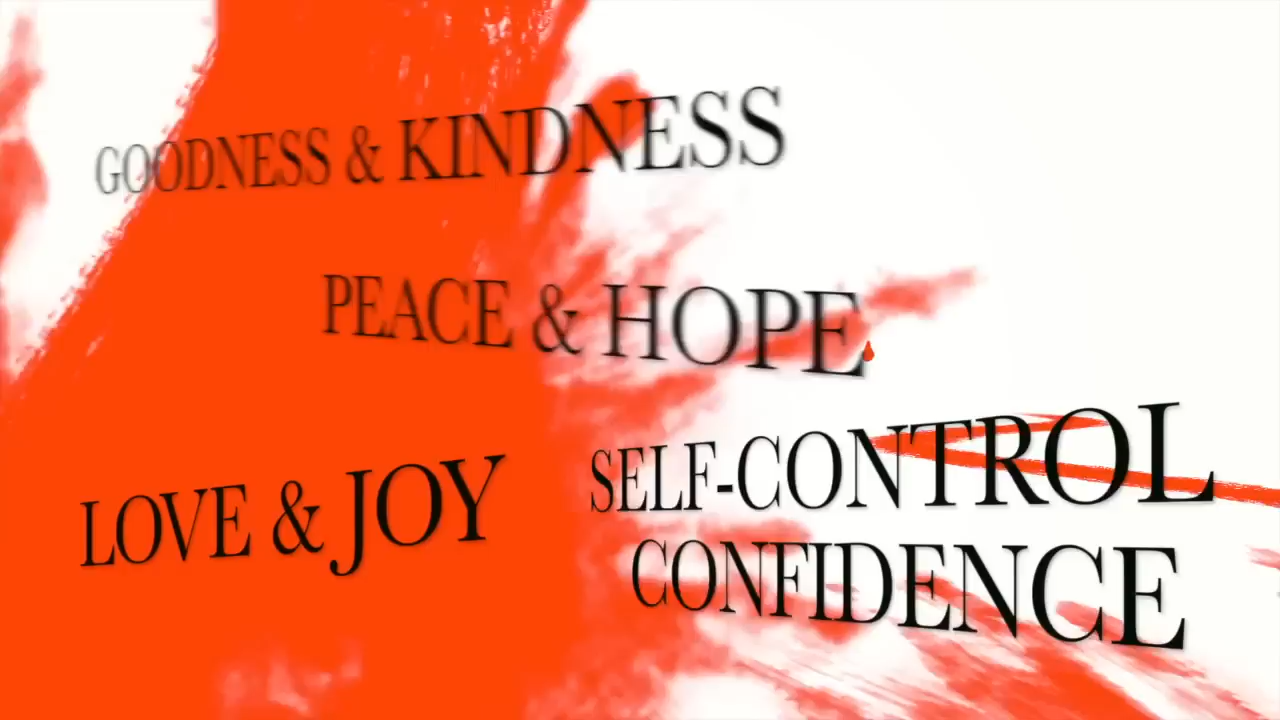 GOODNESS & KINDNESS
PEACE & HOPE
LOVE & JOY
SELF-CONTROL
CONFIDENCE